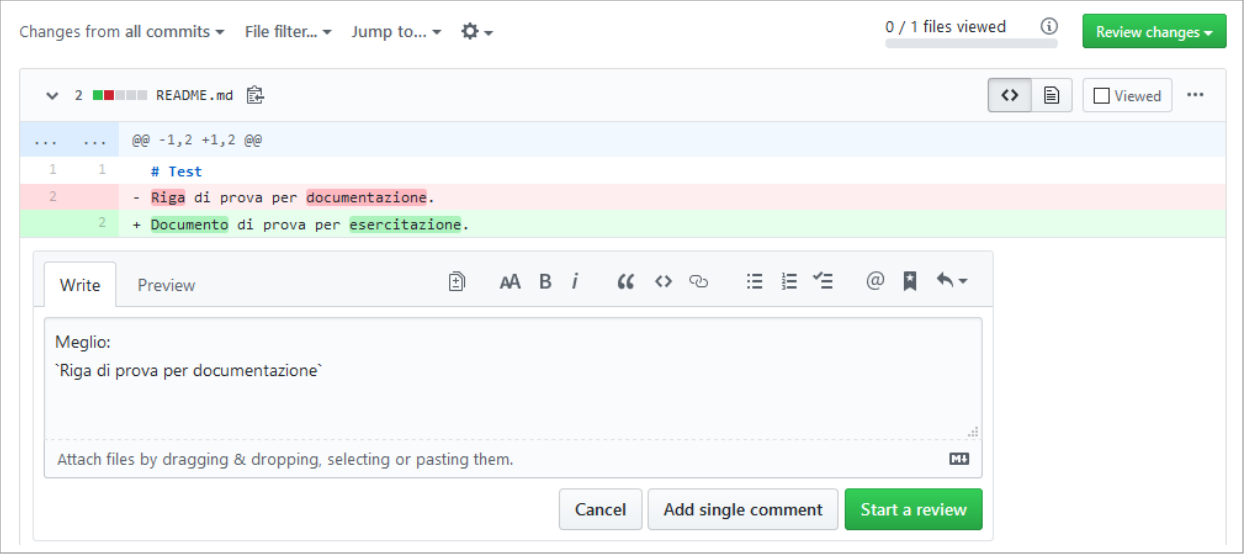 Changes from all commits File filter... Jump to... 0 / 1 files viewed Review changes
2 README.md <> Viewed ...
... ... @@ -1,2 +1,2 @@
1 1 # Test
2 - Riga di prova per documentazione.
2 + Documento di prova per esercitazione.
Write Preview AA B i “ <> @
Meglio:
`Riga di prova per documentazione`
Attach files by dragging & dropping, selecting or pasting them. M↓
Cancel Add single comment Start a review